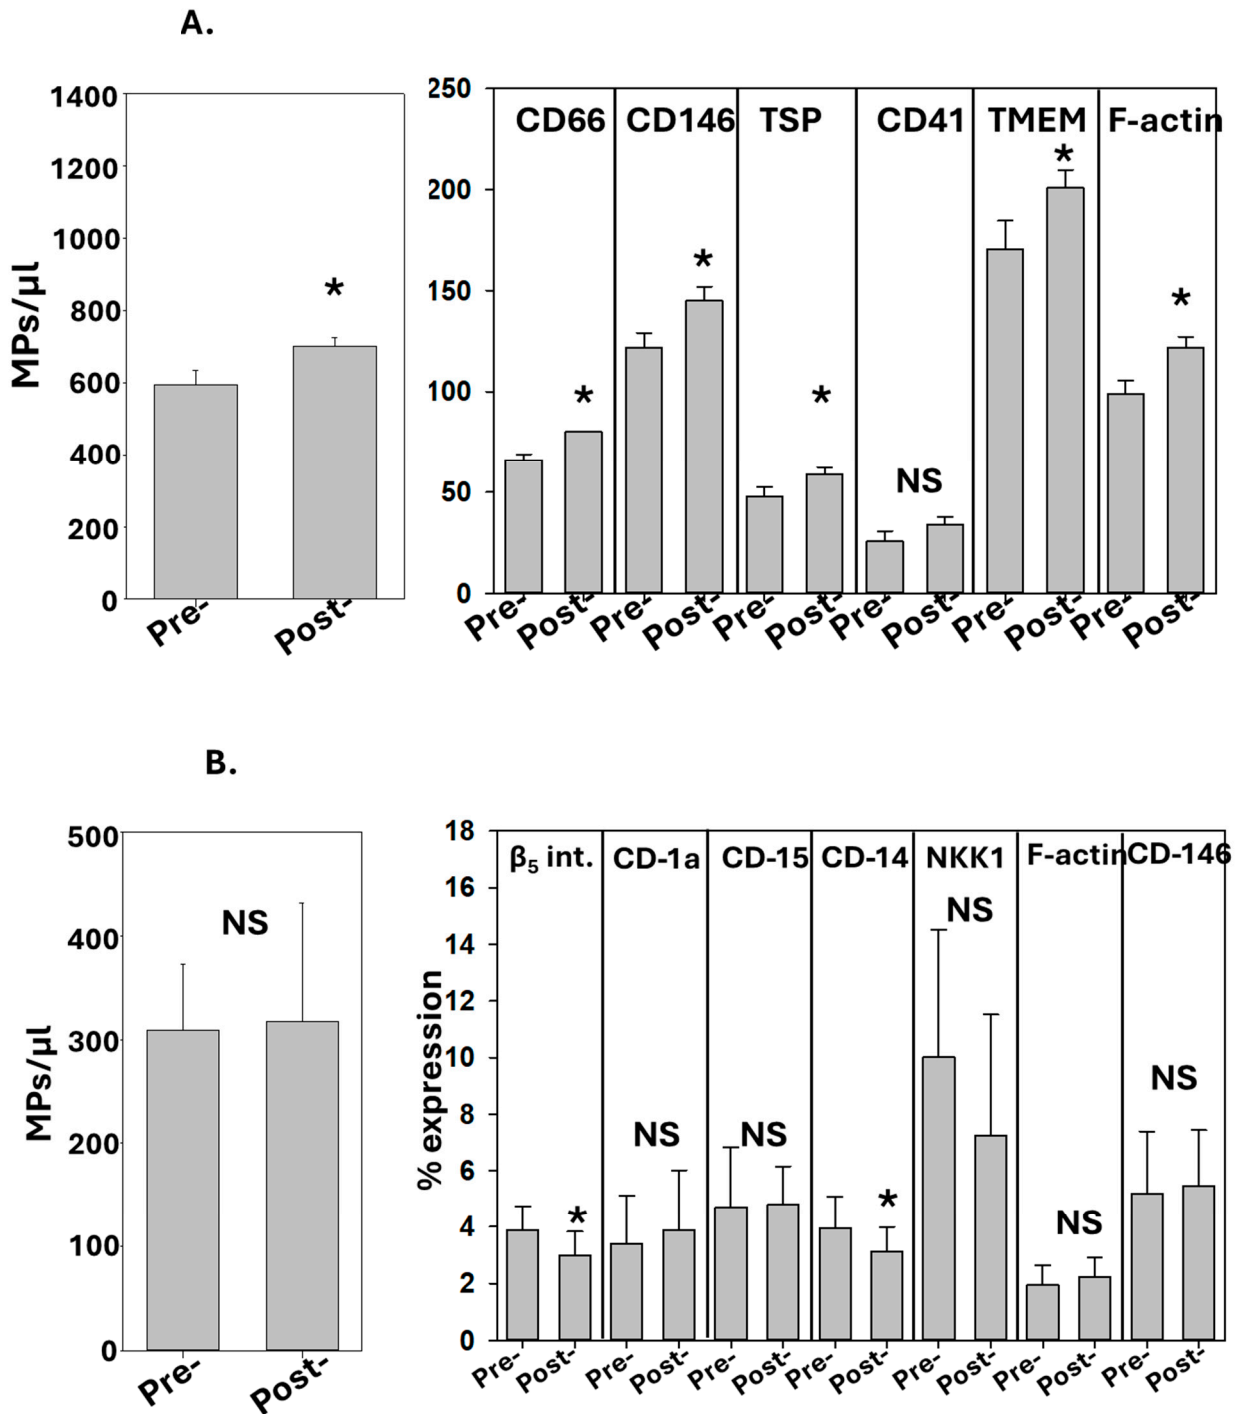 A.
MPs/µl
1400
1200
1000
800
600
400
200
0
*
Pre- Post-
250
200
150
100
50
0
CD66 CD146 TSP CD41 TMEM F-actin
* * * NS * *
Pre- Post- Pre- Post- Pre- Post- Pre- Post- Pre- Post- Pre- Post-
B.
MPs/µl
500
400
300
200
100
0
NS
Pre- Post-
% expression
18
16
14
12
10
8
6
4
2
0
β5 int. CD-1a CD-15 CD-14 NKK1 F-actin CD-146
* NS NS * NS NS NS
Pre- Post- Pre- Post- Pre- Post- Pre- Post- Pre- Post- Pre- Post- Pre- Post-